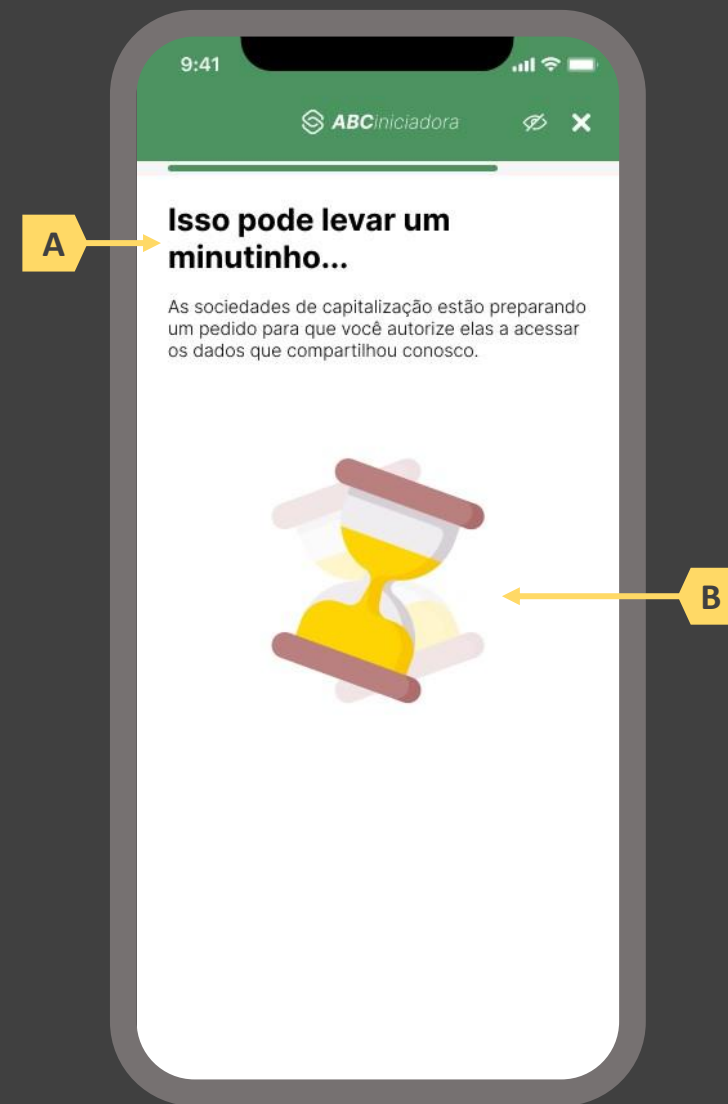 9:41
ABCiniciadora
A
Isso pode levar um
minutinho...
As sociedades de capitalização estão preparando
um pedido para que você autorize elas a acessar
os dados que compartilhou conosco.
B